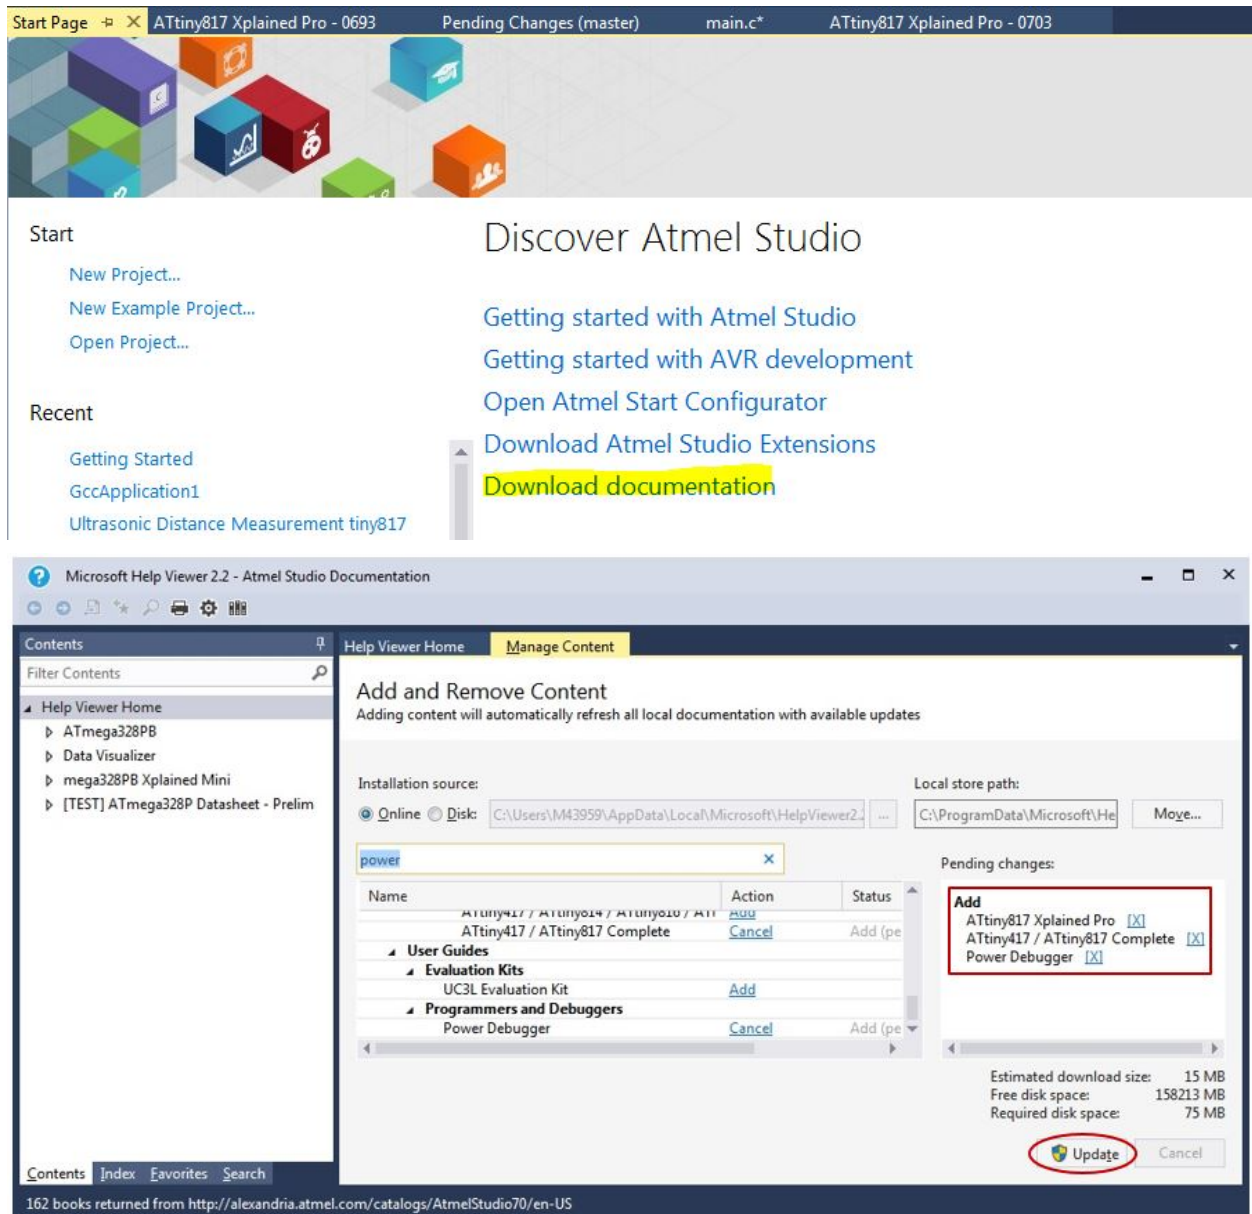 Start Page ATtiny817 Xplained Pro - 0693 Pending Changes (master) main.c* ATtiny817 Xplained Pro - 0703
Start
New Project...
New Example Project...
Open Project...
Recent
Getting Started
GccApplication1
Ultrasonic Distance Measurement tiny817
Discover Atmel Studio
Getting started with Atmel Studio
Getting started with AVR development
Open Atmel Start Configurator
Download Atmel Studio Extensions
Download documentation
Microsoft Help Viewer 2.2 - Atmel Studio Documentation
Contents
Filter Contents
Help Viewer Home
ATmega328PB
Data Visualizer
mega328PB Xplained Mini
[TEST] ATmega328P Datasheet - Prelim
Contents Index Favorites Search
Help Viewer Home Manage Content
Add and Remove Content
Adding content will automatically refresh all local documentation with available updates
Installation source:
Online Disk: C:\Users\M43959\AppData\Local\Microsoft\HelpViewer2.2 ...
Local store path:
C:\ProgramData\Microsoft\He Move...
power
Name Action Status
ATtiny417 / ATtiny814 / ATtiny816 / ATt Add
ATtiny417 / ATtiny817 Complete Cancel Add (pe
User Guides
Evaluation Kits
UC3L Evaluation Kit Add
Programmers and Debuggers
Power Debugger Cancel Add (pe
Pending changes:
Add
ATtiny817 Xplained Pro [X]
ATtiny417 / ATtiny817 Complete [X]
Power Debugger [X]
Estimated download size: 15 MB
Free disk space: 158213 MB
Required disk space: 75 MB
Update Cancel
162 books returned from http://alexandria.atmel.com/catalogs/AtmelStudio70/en-US